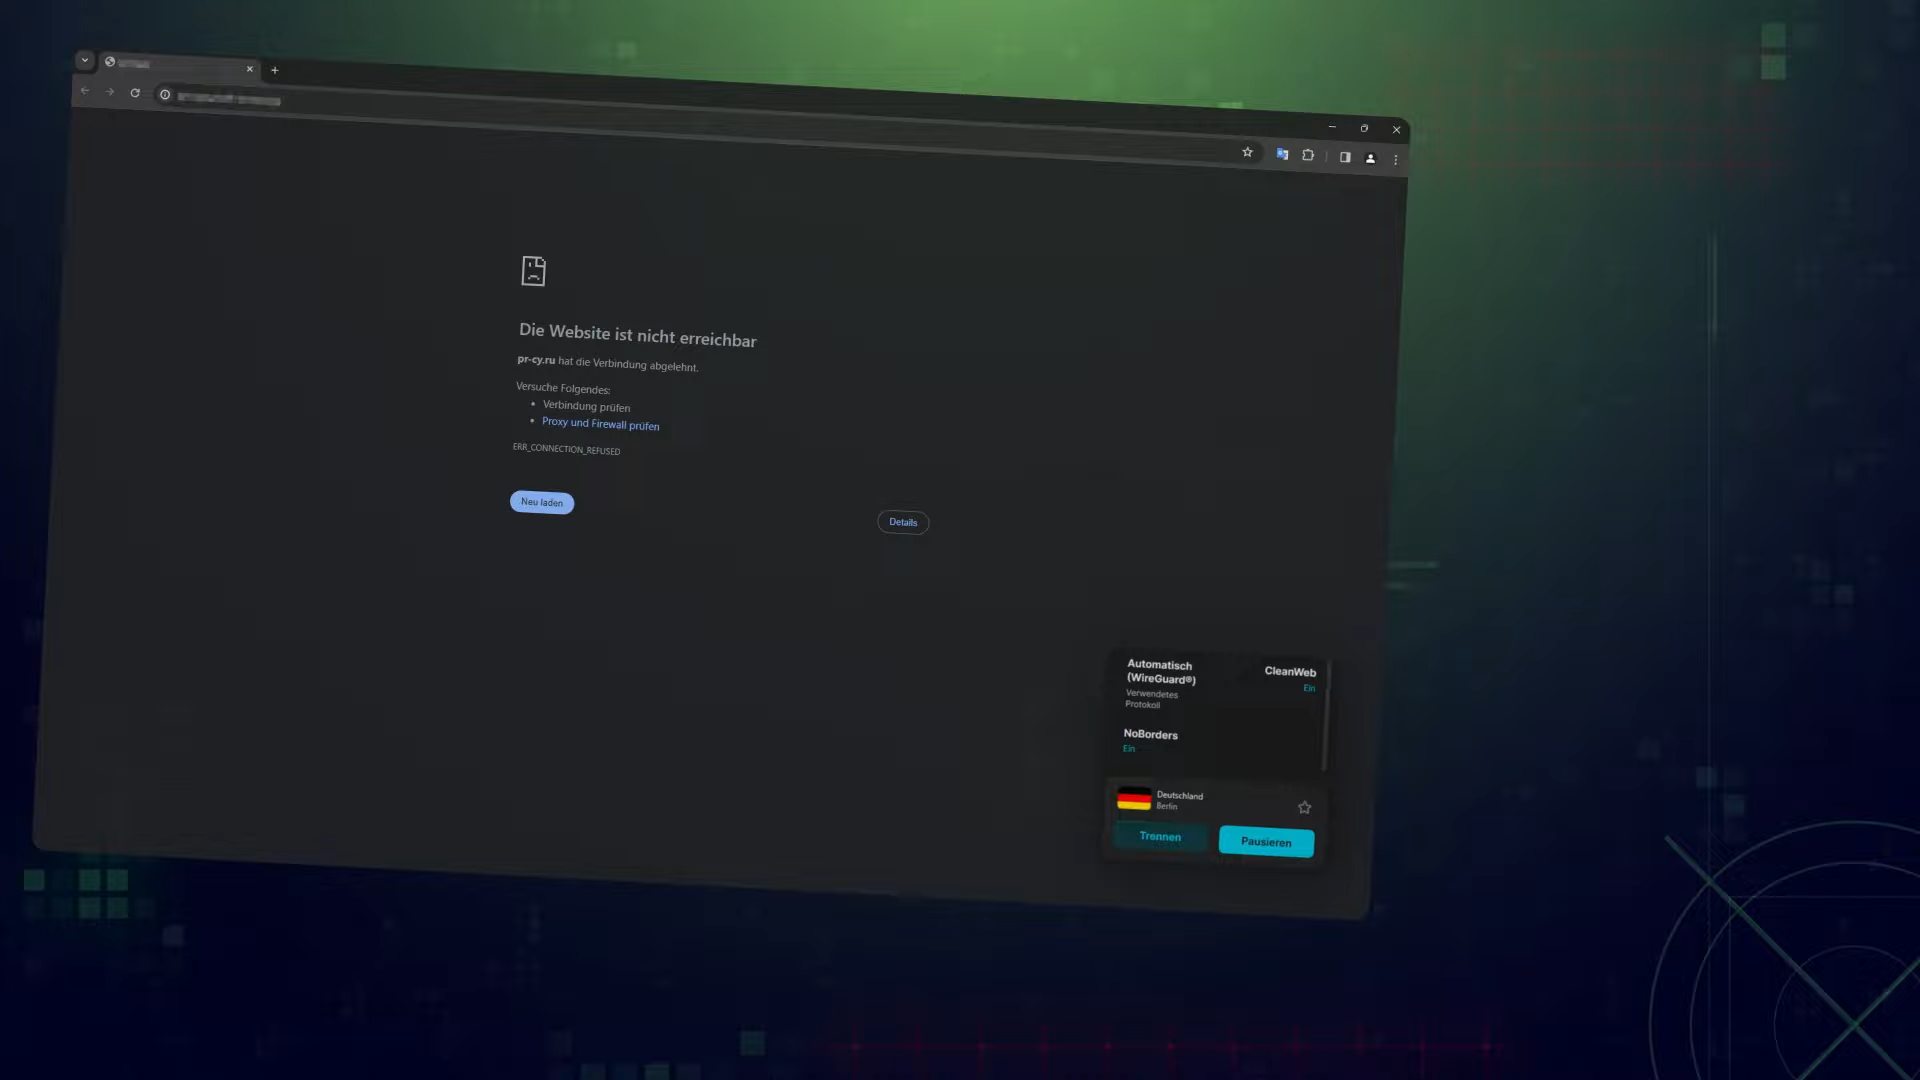 Die Website ist nicht erreichbar
pr-cy.ru hat die Verbindung abgelehnt.
Versuche Folgendes:
• Verbindung prüfen
• Proxy und Firewall prüfen
ERR_CONNECTION_REFUSED
Neu laden
Details
Automatisch
(WireGuard®)
Verwendetes
Protokoll
CleanWeb
Ein
NoBorders
Ein
Deutschland
Berlin
Trennen
Pausieren